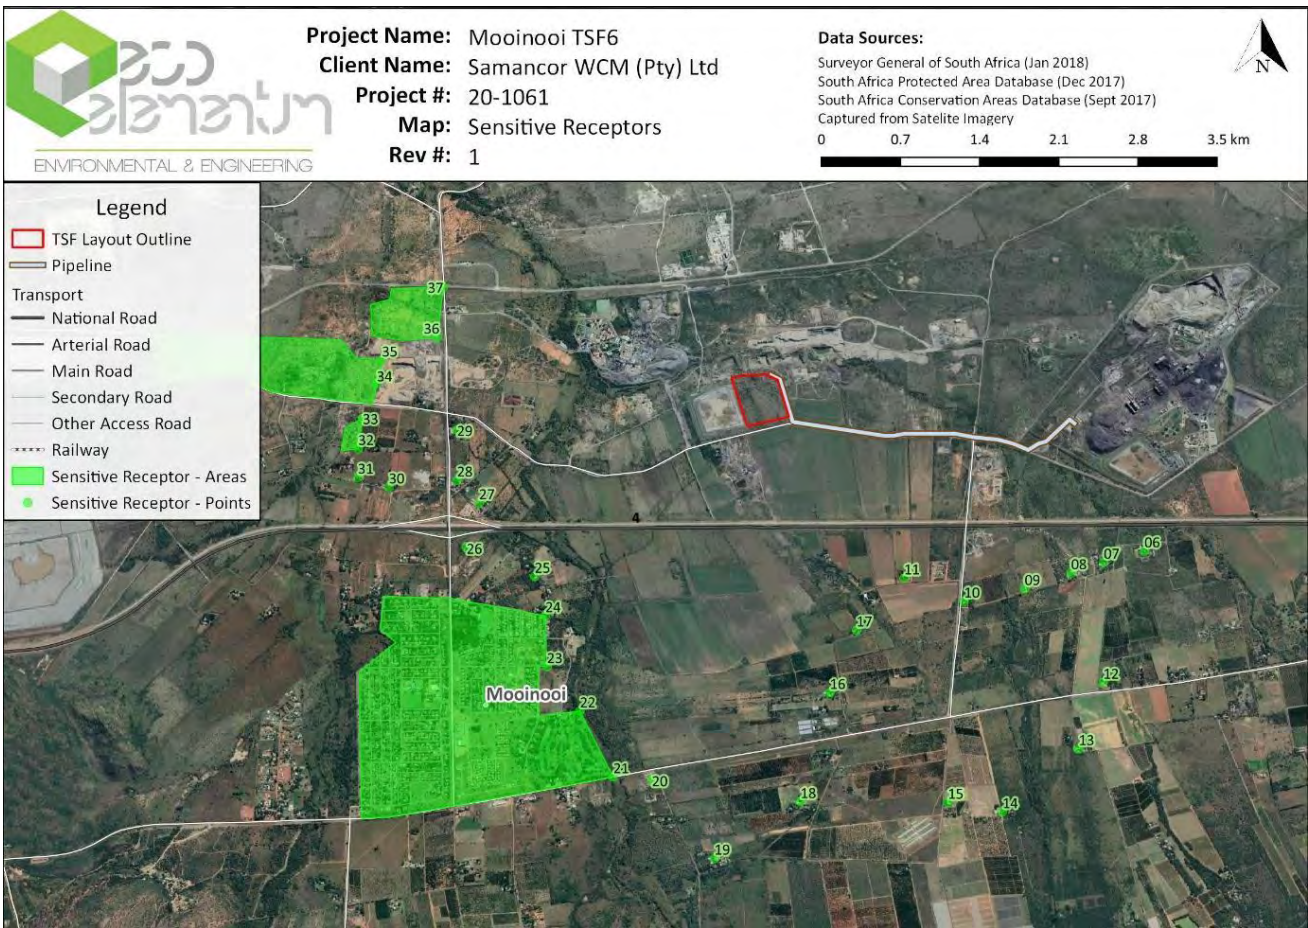 eco
elementum
ENVIRONMENTAL & ENGINEERING
Project Name: Mooinooi TSF6
Client Name: Samancor WCM (Pty) Ltd
Project #: 20-1061
Map: Sensitive Receptors
Rev #: 1
Data Sources:
Surveyor General of South Africa (Jan 2018)
South Africa Protected Area Database (Dec 2017)
South Africa Conservation Areas Database (Sept 2017)
Captured from Satelite Imagery
0 0.7 1.4 2.1 2.8 3.5 km
N
Legend
TSF Layout Outline
Pipeline
Transport
National Road
Arterial Road
Main Road
Secondary Road
Other Access Road
Railway
Sensitive Receptor - Areas
Sensitive Receptor - Points
37
36
35
34
33
32
29
31
30
28
27
4
26
25
11
10
09
08
07
06
24
17
23
Mooinooi
22
16
12
13
21
20
18
15
14
19